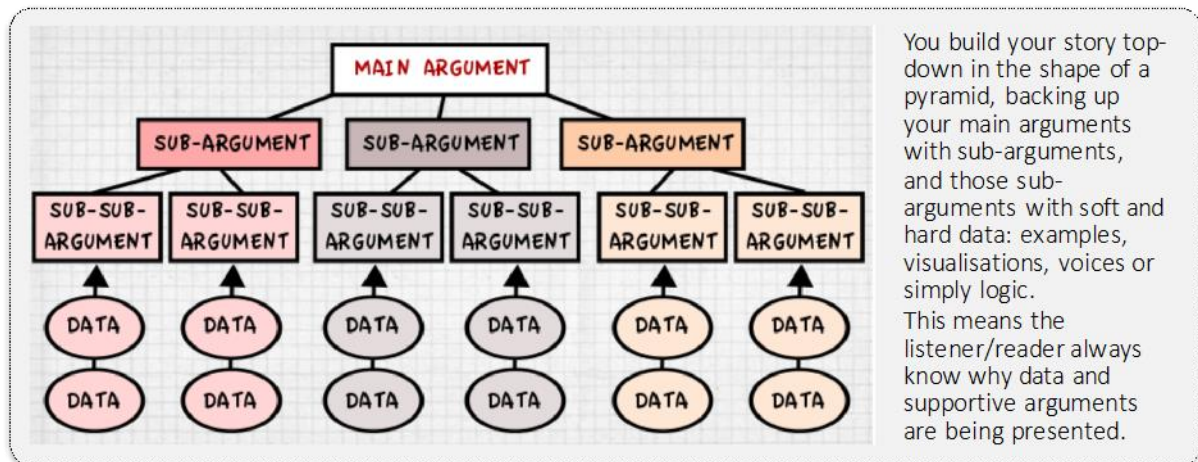 MAIN ARGUMENT
SUB-ARGUMENT
SUB-ARGUMENT
SUB-ARGUMENT
SUB-SUB-
ARGUMENT
SUB-SUB-
ARGUMENT
SUB-SUB-
ARGUMENT
SUB-SUB-
ARGUMENT
SUB-SUB-
ARGUMENT
SUB-SUB-
ARGUMENT
DATA
DATA
DATA
DATA
DATA
DATA
DATA
DATA
DATA
DATA
DATA
DATA
You build your story top-
down in the shape of a
pyramid, backing up
your main arguments
with sub-arguments,
and those sub-
arguments with soft and
hard data: examples,
visualisations, voices or
simply logic.
This means the
listener/reader always
know why data and
supportive arguments
are being presented.